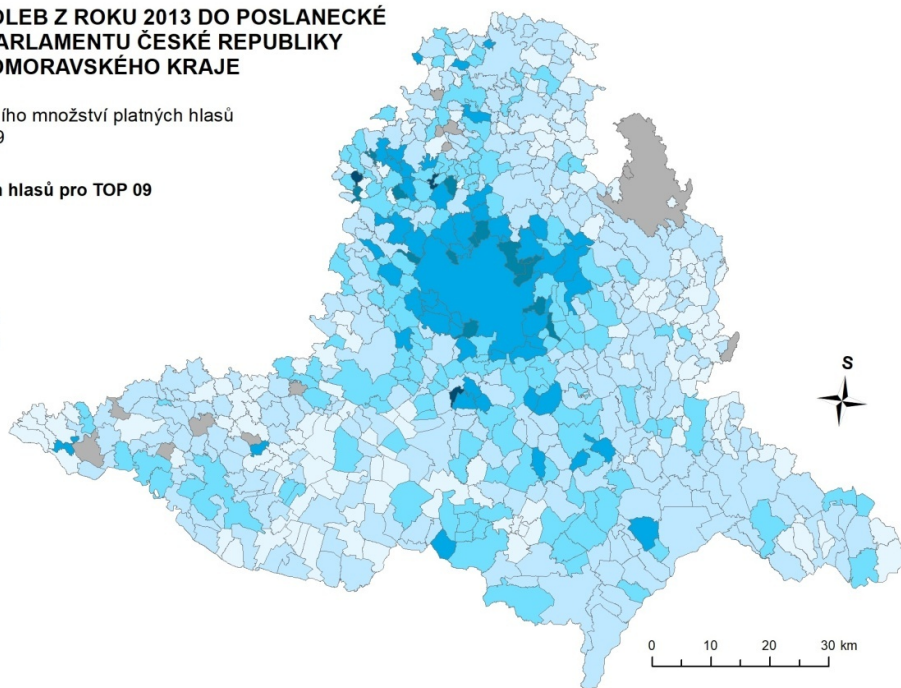 OLEB Z ROKU 2013 DO POSLANECKÉ
ARLAMENTU ČESKÉ REPUBLIKY
OMORAVSKÉHO KRAJE
ího množství platných hlasů
9
h hlasů pro TOP 09
S
0 10 20 30 km